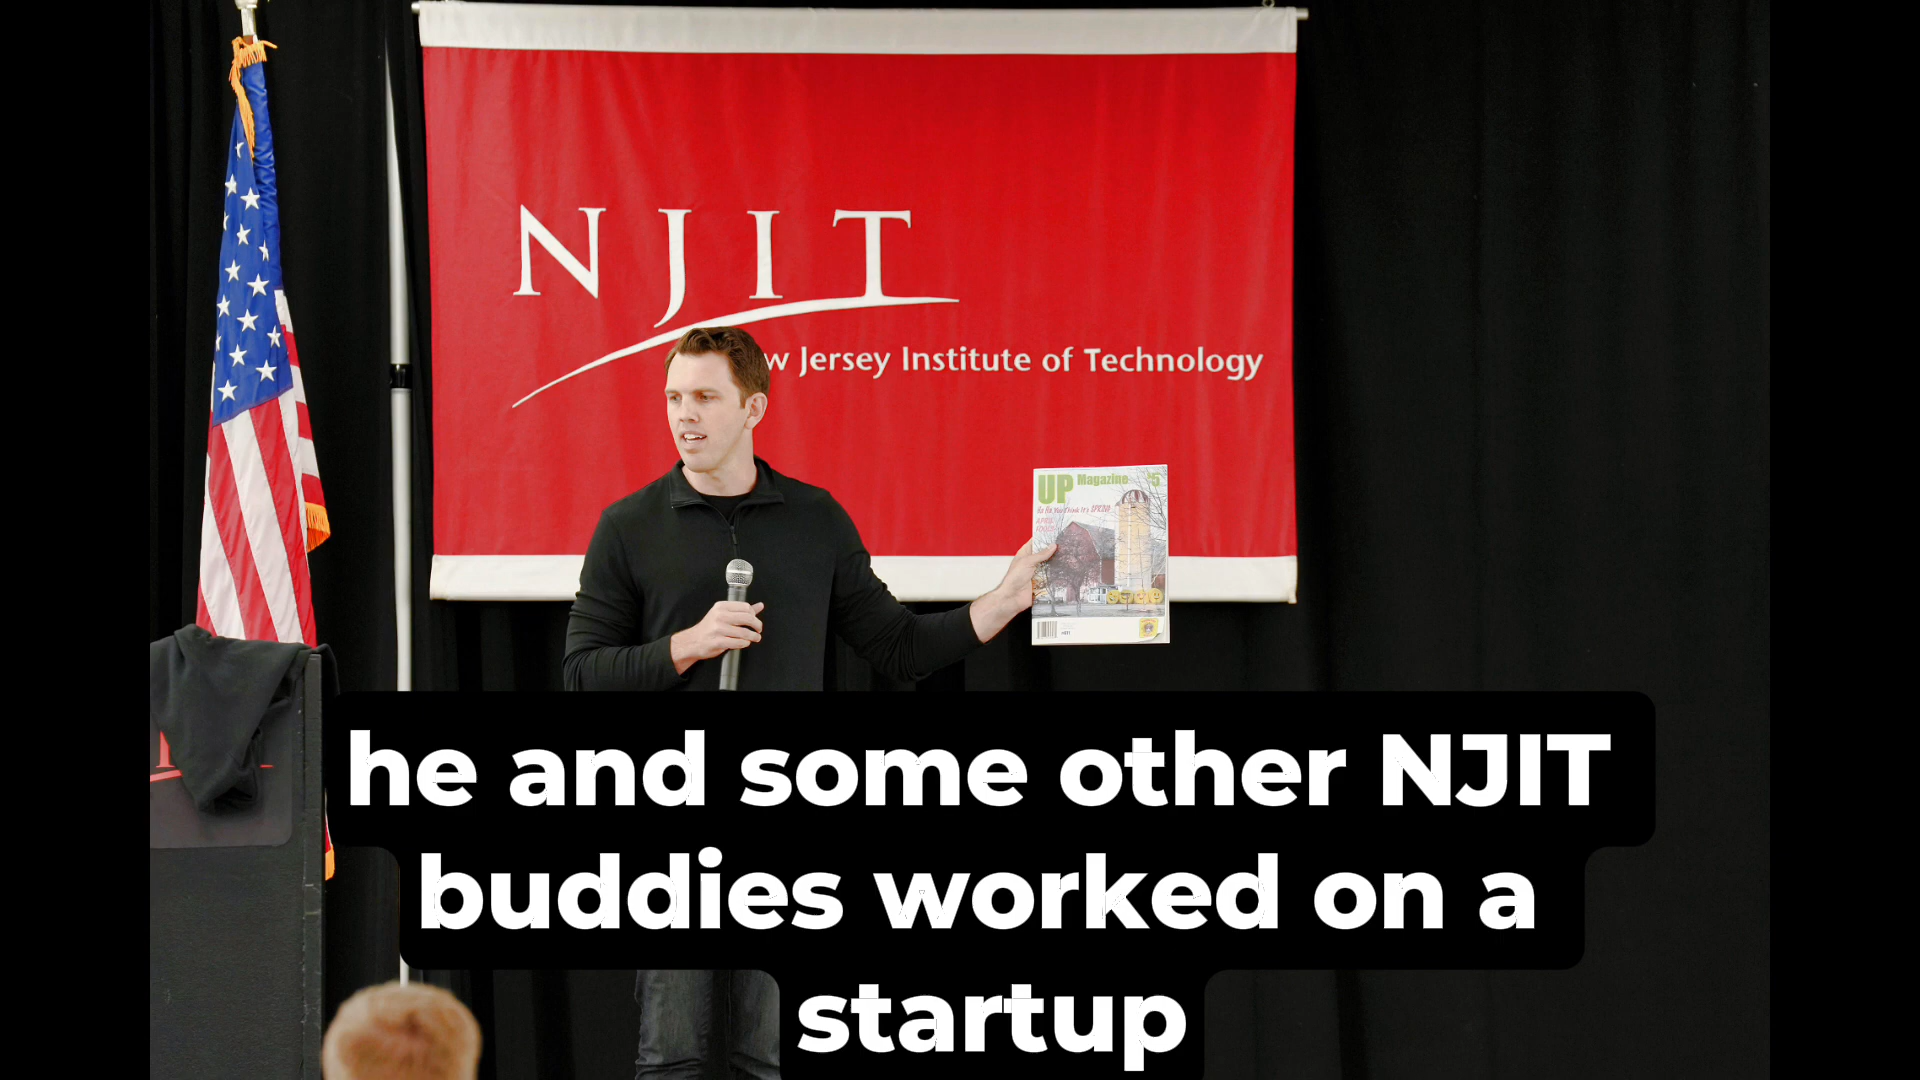 NJIT
w Jersey Institute of Technology
UP Magazine
he and some other NJIT
buddies worked on a
startup